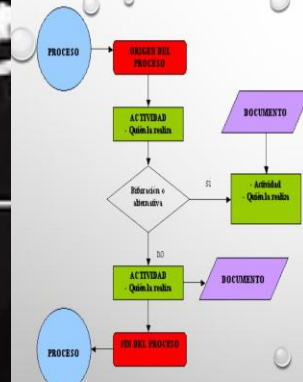 PROCESO
ORIGEN DEL
PROCESO
ACTIVIDAD
- Quién la realiza
DOCUMENTO
Bifuración o
alternativa
SI
- Actividad
- Quién la realiza
NO
ACTIVIDAD
- Quién la realiza
DOCUMENTO
FIN DEL PROCESO
PROCESO